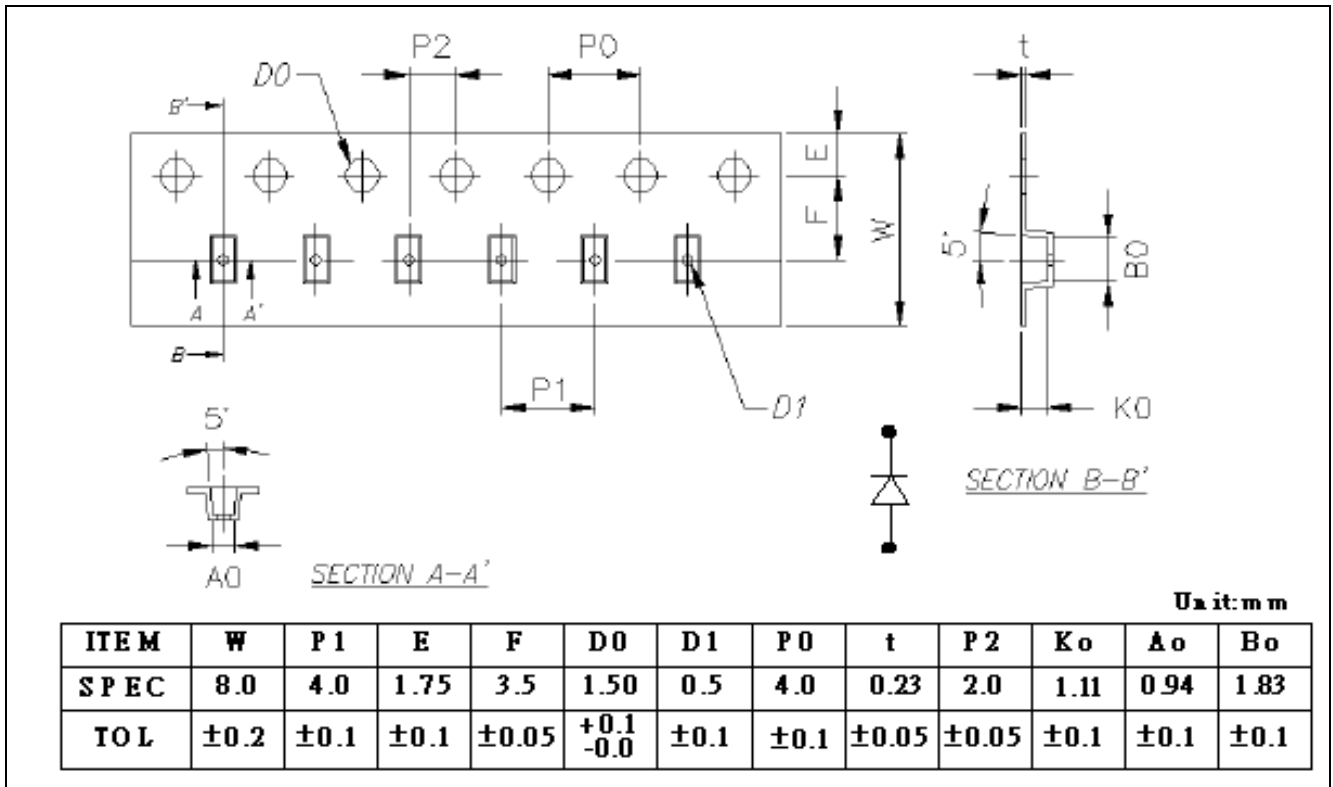 P2
P0
t
D0
B'
E
F
W
5'
B0
A
A'
B
P1
D1
K0
5'
SECTION B-B'
A0
SECTION A-A'
Unit:mm
ITEM W P1 E F D0 D1 P0 t P2 Ko Ao Bo
SPEC 8.0 4.0 1.75 3.5 1.50 0.5 4.0 0.23 2.0 1.11 0.94 1.83
TOL ±0.2 ±0.1 ±0.1 ±0.05 +0.1 -0.0 ±0.1 ±0.1 ±0.05 ±0.05 ±0.1 ±0.1 ±0.1